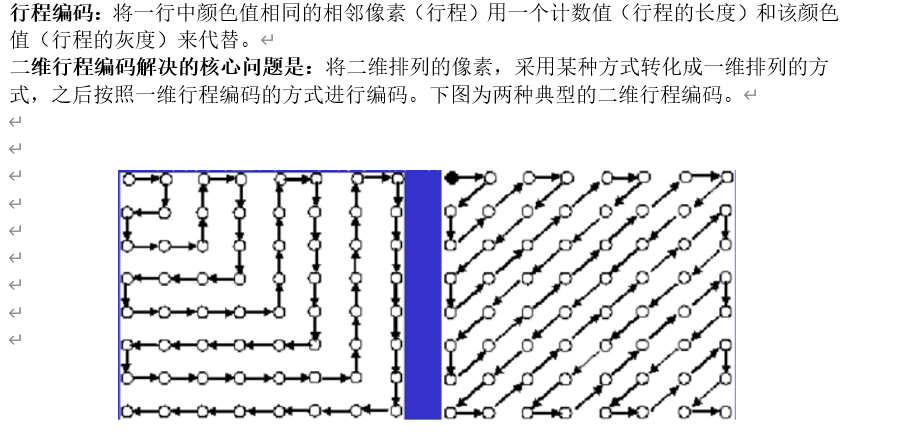 行程编码：将一行中颜色值相同的相邻像素（行程）用一个计数值（行程的长度）和该颜色
值（行程的灰度）来代替。↵
二维行程编码解决的核心问题是：将二维排列的像素，采用某种方式转化成一维排列的方
式，之后按照一维行程编码的方式进行编码。下图为两种典型的二维行程编码。↵